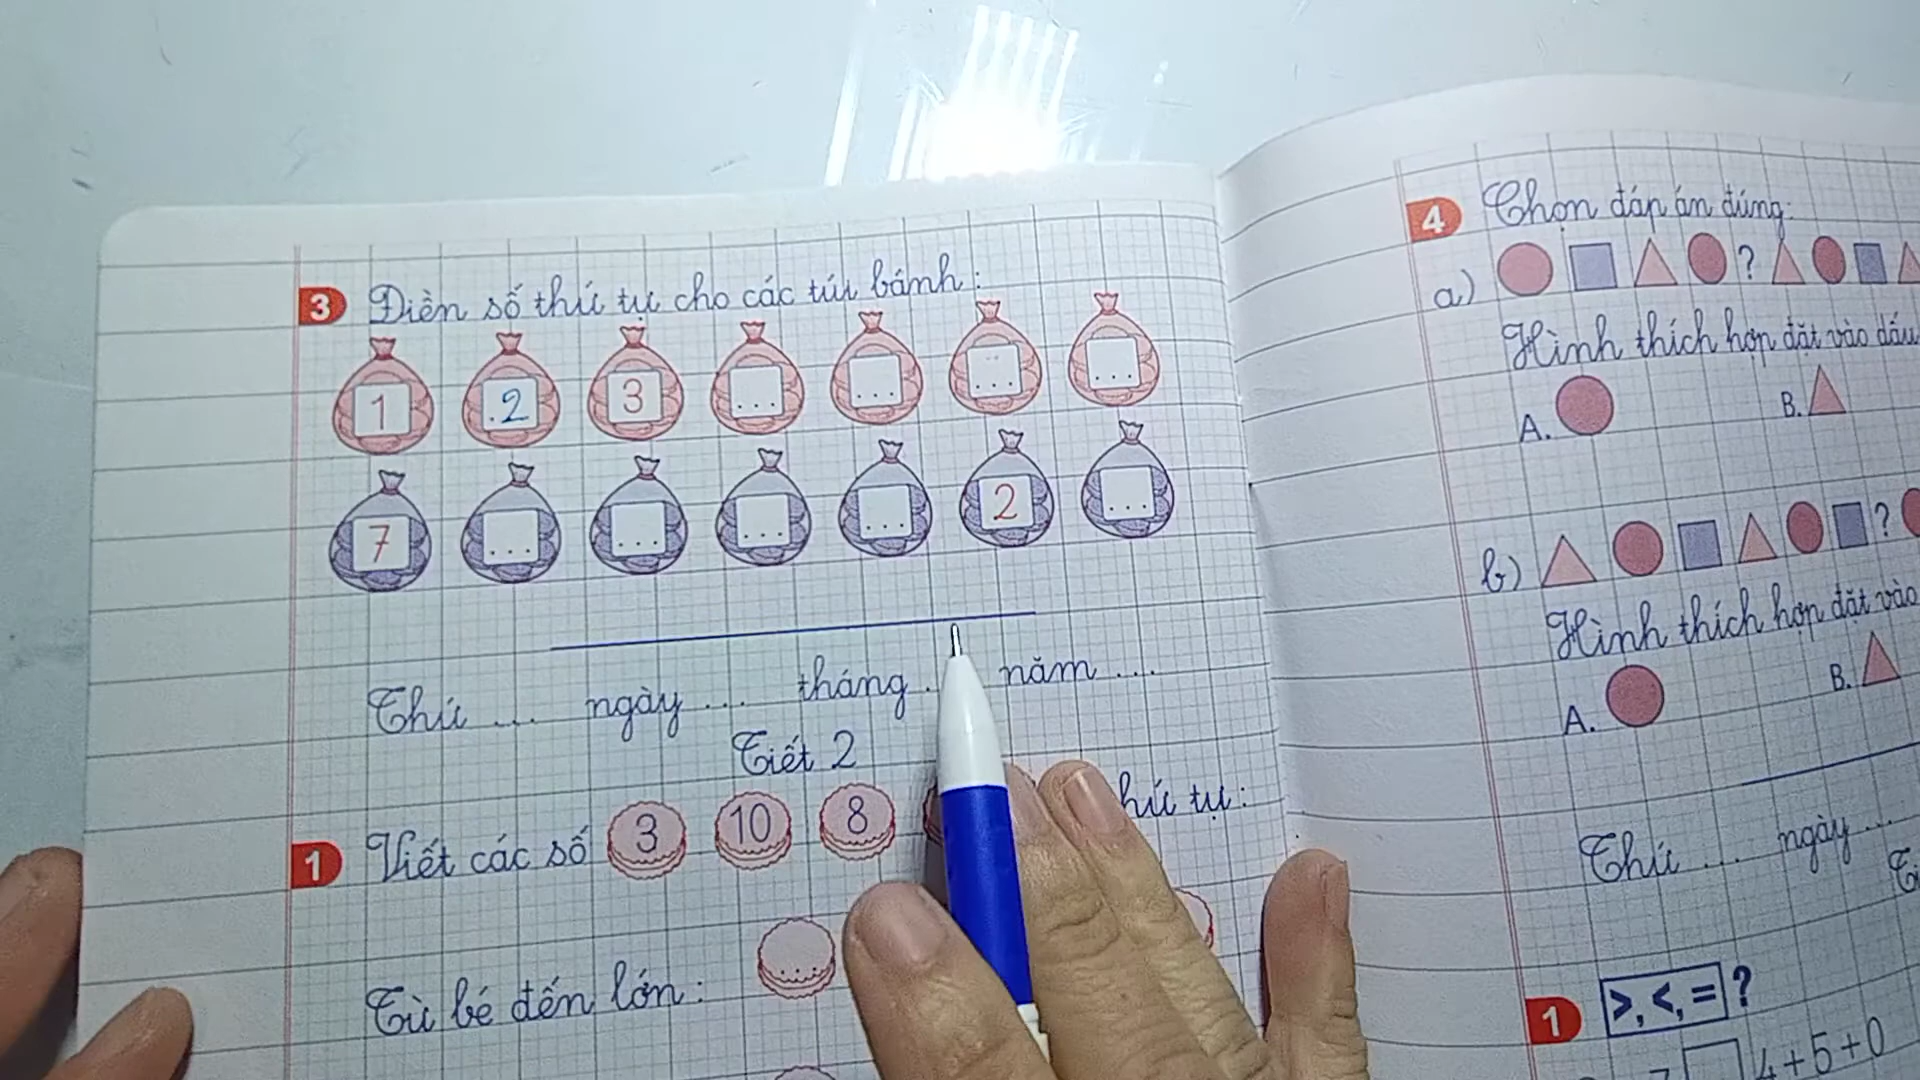 3 Điền số thứ tự cho các túi bánh:
1 .2 3 ... ... ... ...
7 ... ... ... ... 2 ...
Thứ ... ngày ... tháng . năm ...
Tiết 2
1 Viết các số 3 10 8 thứ tự:
Từ bé đến lớn: ...
4 Chọn đáp án đúng:
a) ?
Hình thích hợp đặt vào dấu
A. B.
b) ?
Hình thích hợp đặt vào
A. B.
Thứ ... ngày ...
1 >, <, = ?
4+5+0